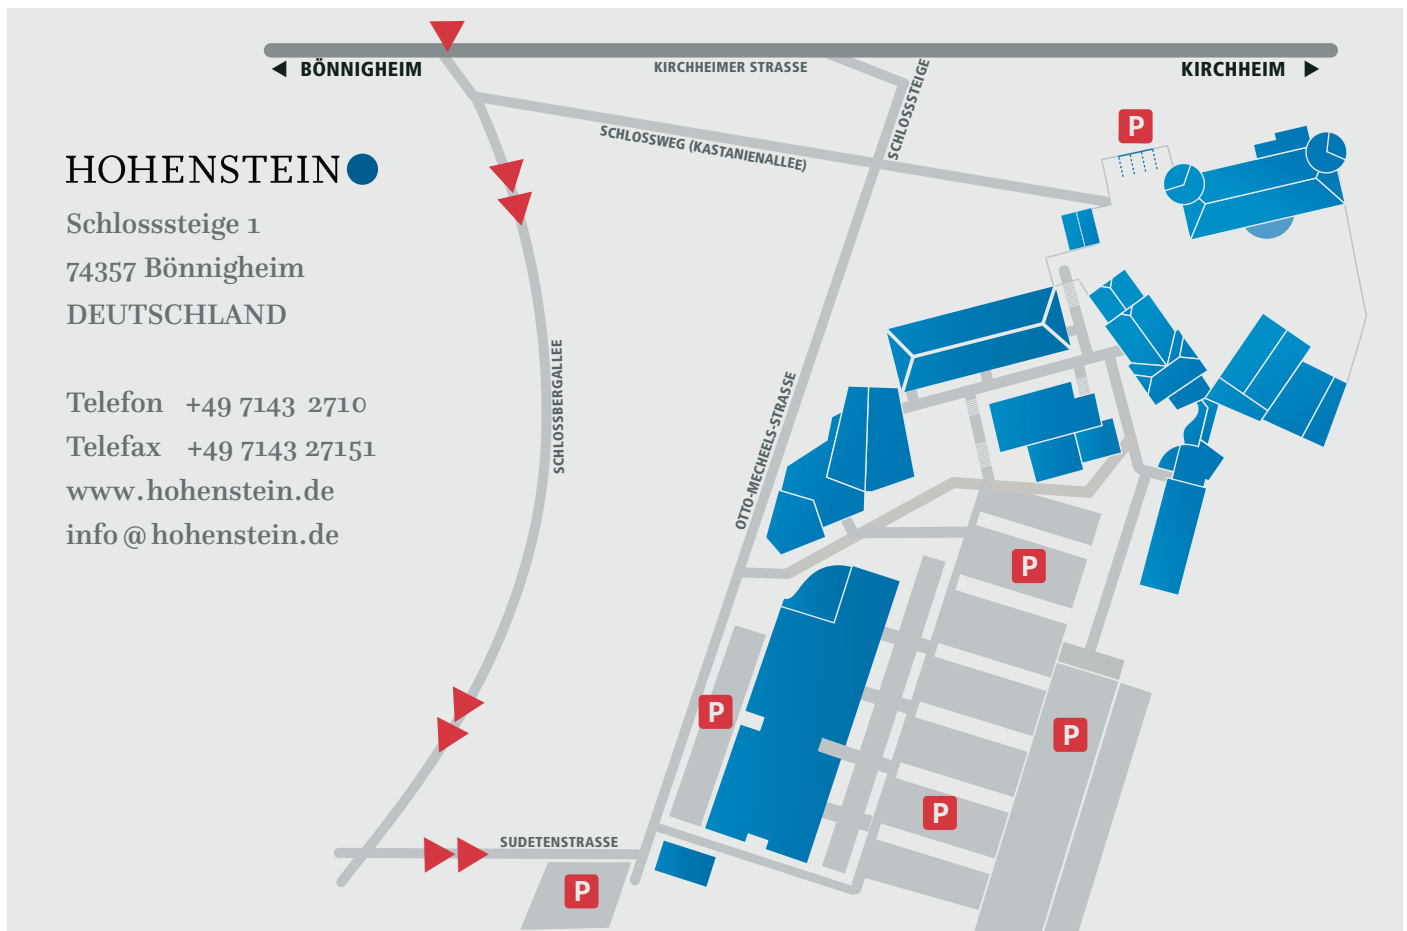 BÖNNIGHEIM
KIRCHHEIMER STRASSE
KIRCHHEIM
SCHLOSSSTEIGE
SCHLOSSWEG (KASTANIENALLEE)
P
HOHENSTEIN
Schlosssteige 1
74357 Bönnigheim
DEUTSCHLAND
Telefon +49 7143 2710
Telefax +49 7143 27151
www.hohenstein.de
info@hohenstein.de
SCHLOSSBERGALLEE
OTTO-MECHEELS-STRASSE
P
P
P
P
SUDETENSTRASSE
P